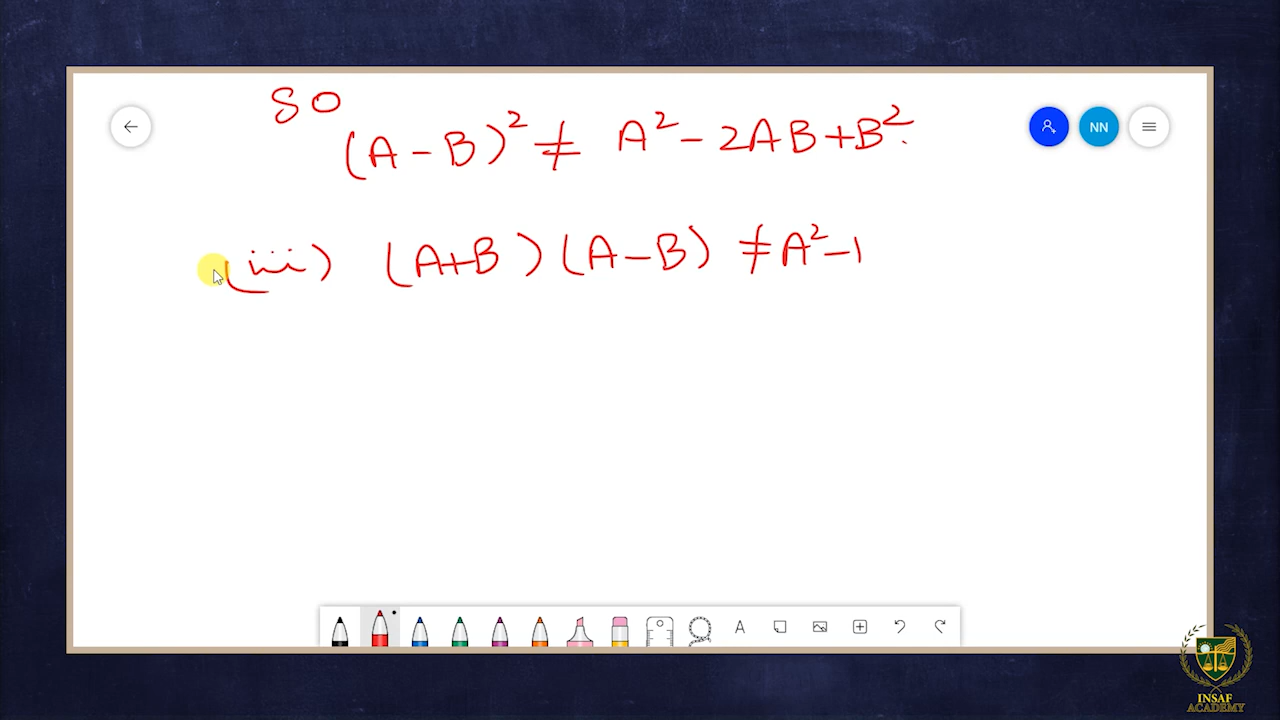 so
(A-B)² ≠ A² - 2AB + B².
(iii) (A+B) (A-B) ≠ A² - 1
NN
A
INSAF
ACADEMY